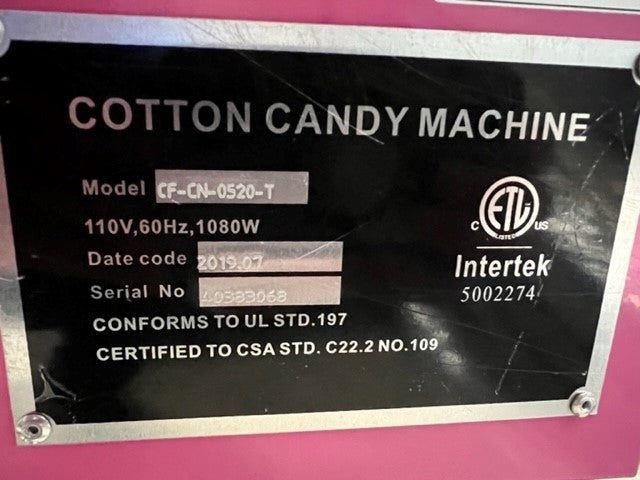 COTTON CANDY MACHINE
Model CF-CN-0520-T
110V,60Hz,1080W
Date code 2019.07
Serial No 40383068
CONFORMS TO UL STD.197
CERTIFIED TO CSA STD. C22.2 NO.109
ETL
C US
LISTED
Intertek
5002274